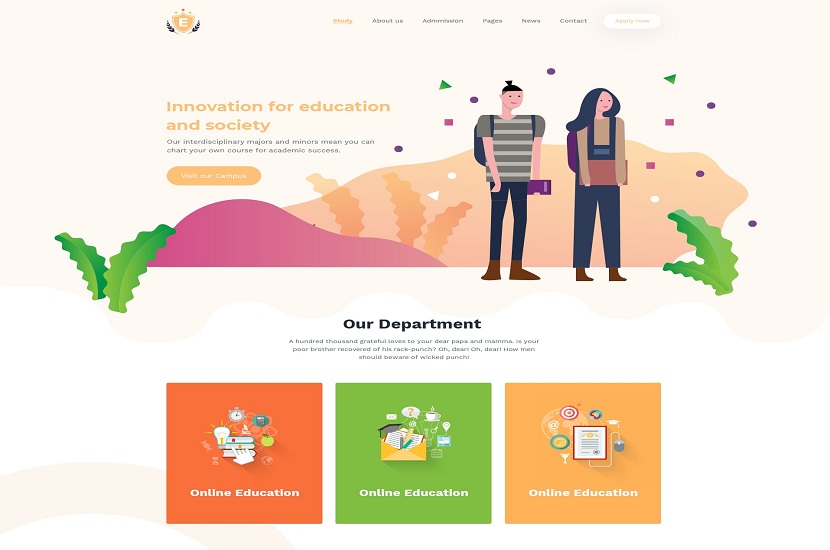 E
Study About us Admmission Pages News Contact Apply now
Innovation for education
and society
Our interdisciplinary majors and minors mean you can
chart your own course for academic success.
Visit our Campus
Our Department
A hundred thousand grateful loves to your dear papa and mamma. Is your
poor brother recovered of his rack-punch? Oh, dear! Oh, dear! How men
should beware of wicked punch!
Online Education Online Education Online Education